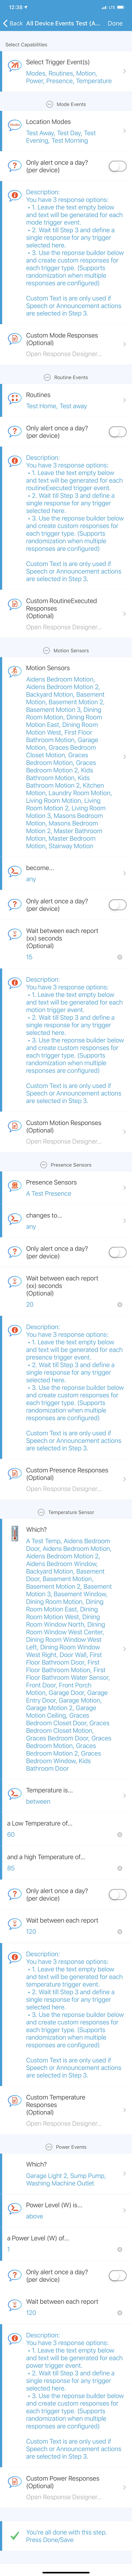 12:38
LTE
Back
All Device Events Test (A...
Done
Select Capabilities
Select Trigger Event(s)
Modes, Routines, Motion,
Power, Presence, Temperature
Mode Events
Location Modes
Test Away, Test Day, Test
Evening, Test Morning
Only alert once a day?
(per device)
Description:
You have 3 response options:
• 1. Leave the text empty below
and text will be generated for each
mode trigger event.
• 2. Wait till Step 3 and define a
single response for any trigger
selected here.
• 3. Use the reponse builder below
and create custom responses for
each trigger type. (Supports
randomization when multiple
responses are configured)
Custom Text is only used if
Speech or Announcement actions
are selected in Step 3.
Custom Mode Responses
(Optional)
Open Response Designer...
Routine Events
Routines
Test Home, Test away
Only alert once a day?
(per device)
Description:
You have 3 response options:
• 1. Leave the text empty below
and text will be generated for each
routineExecuted trigger event.
• 2. Wait till Step 3 and define a
single response for any trigger
selected here.
• 3. Use the reponse builder below
and create custom responses for
each trigger type. (Supports
randomization when multiple
responses are configured)
Custom Text is only used if
Speech or Announcement actions
are selected in Step 3.
Custom RoutineExecuted
Responses
(Optional)
Open Response Designer...
Motion Sensors
Motion Sensors
Aidens Bedroom Motion,
Aidens Bedroom Motion 2,
Backyard Motion, Basement
Motion, Basement Motion 2,
Basement Motion 3, Dining
Room Motion, Dining Room
Motion East, Dining Room
Motion West, First Floor
Bathroom Motion, Garage
Motion, Graces Bedroom
Closet Motion, Graces
Bedroom Motion, Graces
Bedroom Motion 2, Kids
Bathroom Motion, Kids
Bathroom Motion 2, Kitchen
Motion, Laundry Room Motion,
Living Room Motion, Living
Room Motion 2, Living Room
Motion 3, Masons Bedroom
Motion, Masons Bedroom
Motion 2, Master Bathroom
Motion, Master Bedroom
Motion, Stairway Motion
become...
any
Only alert once a day?
(per device)
Wait between each report
(xx) seconds
(Optional)
15
Description:
You have 3 response options:
• 1. Leave the text empty below
and text will be generated for each
motion trigger event.
• 2. Wait till Step 3 and define a
single response for any trigger
selected here.
• 3. Use the reponse builder below
and create custom responses for
each trigger type. (Supports
randomization when multiple
responses are configured)
Custom Text is only used if
Speech or Announcement actions
are selected in Step 3.
Custom Motion Responses
(Optional)
Open Response Designer...
Presence Sensors
Presence Sensors
A Test Presence
changes to...
any
Only alert once a day?
(per device)
Wait between each report
(xx) seconds
(Optional)
20
Description:
You have 3 response options:
• 1. Leave the text empty below
and text will be generated for each
presence trigger event.
• 2. Wait till Step 3 and define a
single response for any trigger
selected here.
• 3. Use the reponse builder below
and create custom responses for
each trigger type. (Supports
randomization when multiple
responses are configured)
Custom Text is only used if
Speech or Announcement actions
are selected in Step 3.
Custom Presence Responses
(Optional)
Open Response Designer...
Temperature Sensor
Which?
A Test Temp, Aidens Bedroom
Door, Aidens Bedroom Motion,
Aidens Bedroom Motion 2,
Aidens Bedroom Window,
Backyard Motion, Basement
Door, Basement Motion,
Basement Motion 2, Basement
Motion 3, Basement Window,
Dining Room Motion, Dining
Room Motion East, Dining
Room Motion West, Dining
Room Window North, Dining
Room Window West Center,
Dining Room Window West
Left, Dining Room Window
West Right, Door Wall, First
Floor Bathroom Door, First
Floor Bathroom Motion, First
Floor Bathroom Water Sensor,
Front Door, Front Porch
Motion, Garage Door, Garage
Entry Door, Garage Motion,
Garage Motion 2, Garage
Motion Ceiling, Graces
Bedroom Closet Door, Graces
Bedroom Closet Motion,
Graces Bedroom Door, Graces
Bedroom Motion, Graces
Bedroom Motion 2, Graces
Bedroom Window, Kids
Bathroom Door
Temperature is...
between
a Low Temperature of...
60
and a high Temperature of...
85
Only alert once a day?
(per device)
Wait between each report
120
Description:
You have 3 response options:
• 1. Leave the text empty below
and text will be generated for each
temperature trigger event.
• 2. Wait till Step 3 and define a
single response for any trigger
selected here.
• 3. Use the reponse builder below
and create custom responses for
each trigger type. (Supports
randomization when multiple
responses are configured)
Custom Text is only used if
Speech or Announcement actions
are selected in Step 3.
Custom Temperature
Responses
(Optional)
Open Response Designer...
Power Events
Which?
Garage Light 2, Sump Pump,
Washing Machine Outlet
Power Level (W) is...
above
a Power Level (W) of...
1
Only alert once a day?
(per device)
Wait between each report
120
Description:
You have 3 response options:
• 1. Leave the text empty below
and text will be generated for each
power trigger event.
• 2. Wait till Step 3 and define a
single response for any trigger
selected here.
• 3. Use the reponse builder below
and create custom responses for
each trigger type. (Supports
randomization when multiple
responses are configured)
Custom Text is only used if
Speech or Announcement actions
are selected in Step 3.
Custom Power Responses
(Optional)
Open Response Designer...
You're all done with this step.
Press Done/Save